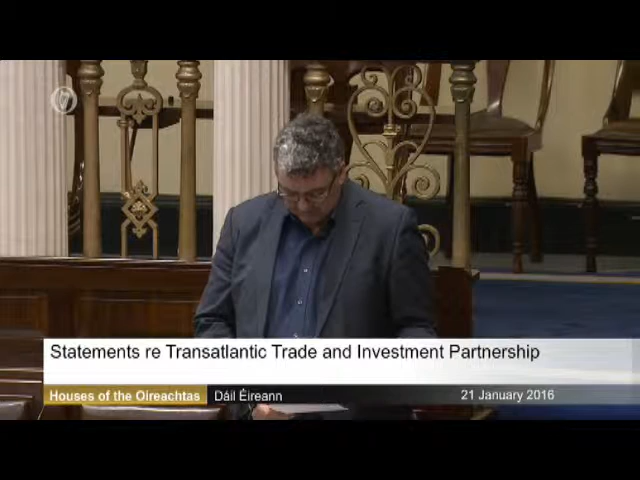 Statements re Transatlantic Trade and Investment Partnership
Houses of the Oireachtas Dáil Éireann 21 January 2016